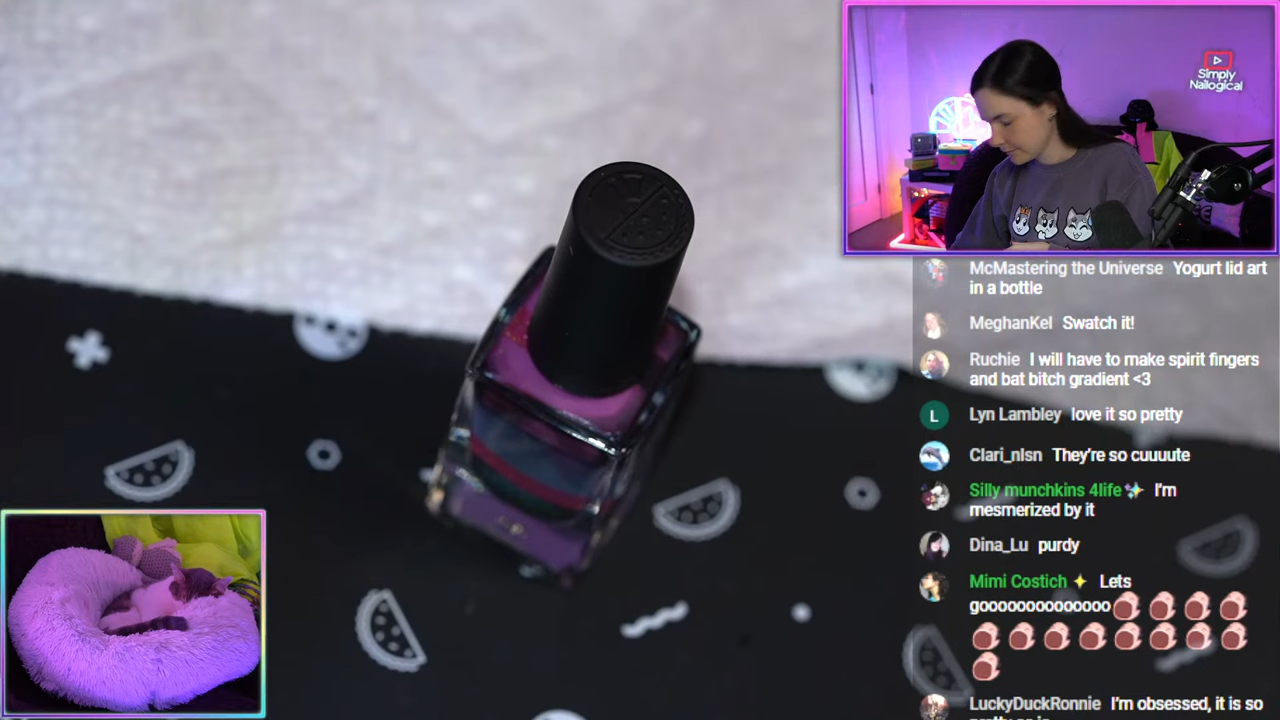 Simply
Nailogical
McMastering the Universe Yogurt lid art
in a bottle
MeghanKel Swatch it!
Ruchie I will have to make spirit fingers
and bat bitch gradient <3
L Lyn Lambley love it so pretty
Clari_nlsn They're so cuuuute
Silly munchkins 4life I'm
mesmerized by it
Dina_Lu purdy
Mimi Costich Lets
goooooooooooooo
LuckyDuckRonnie I'm obsessed, it is so